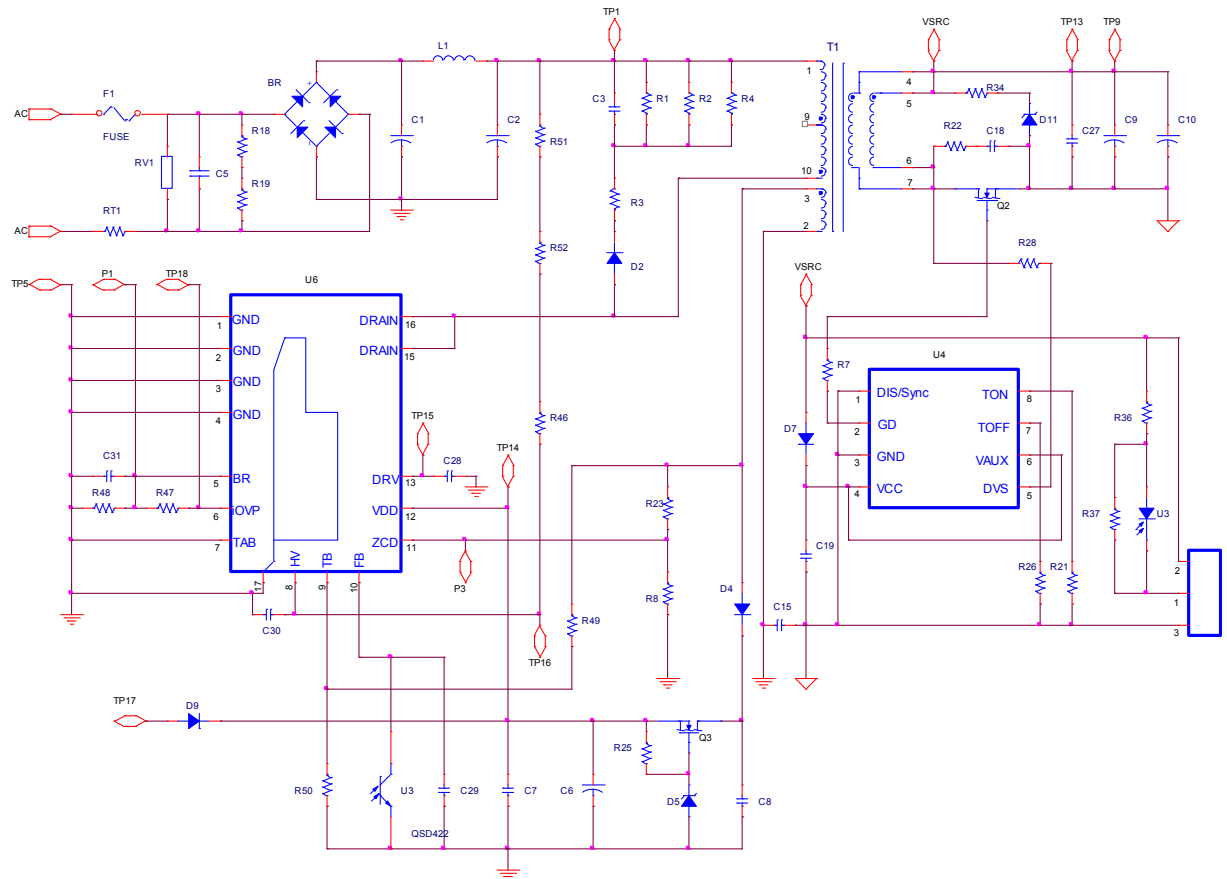 TP1
VSRC
TP13
TP9
L1
T1
BR
+
-
1
4
5
F1
AC
FUSE
C3
R1
R2
R4
R34
D11
C1
C2
C27
C9
C10
9
R18
R51
R22
C18
RV1
C5
6
R19
10
7
R3
3
Q2
RT1
AC
2
R52
D2
R28
VSRC
TP5
P1
TP18
U6
GND
1
DRAIN
16
GND
2
DRAIN
15
GND
3
GND
4
U4
R7
DIS/Sync
1
TON
8
GD
2
TOFF
7
GND
3
VAUX
6
VCC
4
DVS
5
R36
R46
TP15
TP14
D7
C31
BR
5
DRV
13
C28
R48
R47
iOVP
6
VDD
12
R23
R37
U3
TAB
7
ZCD
11
HV
TB
FB
17
8
9
10
P3
C19
R26
R21
2
1
3
R8
D4
C15
C30
R49
TP16
TP17
D9
Q3
R25
R50
U3
C29
C7
C6
D5
C8
QSD422